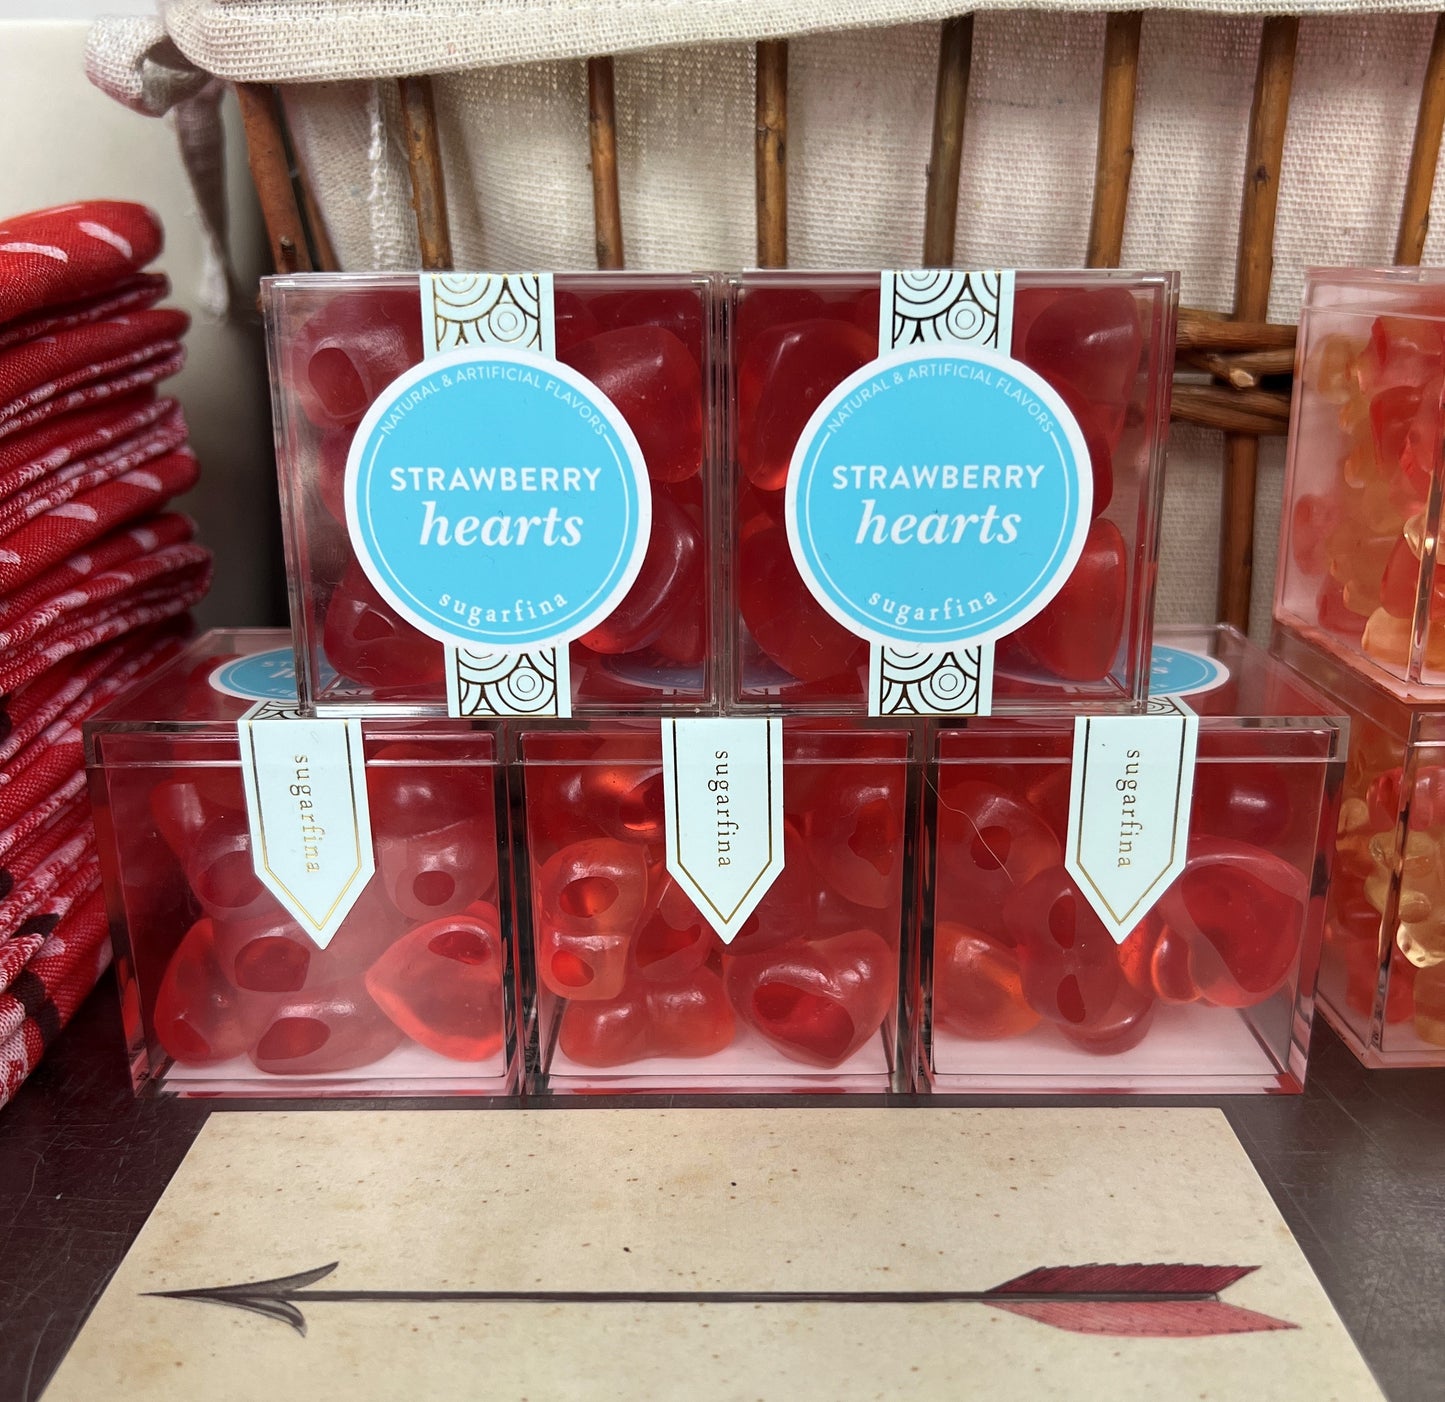 NATURAL & ARTIFICIAL FLAVORS
STRAWBERRY
hearts
sugarfina
NATURAL & ARTIFICIAL FLAVORS
STRAWBERRY
hearts
sugarfina
sugarfina
sugarfina
sugarfina